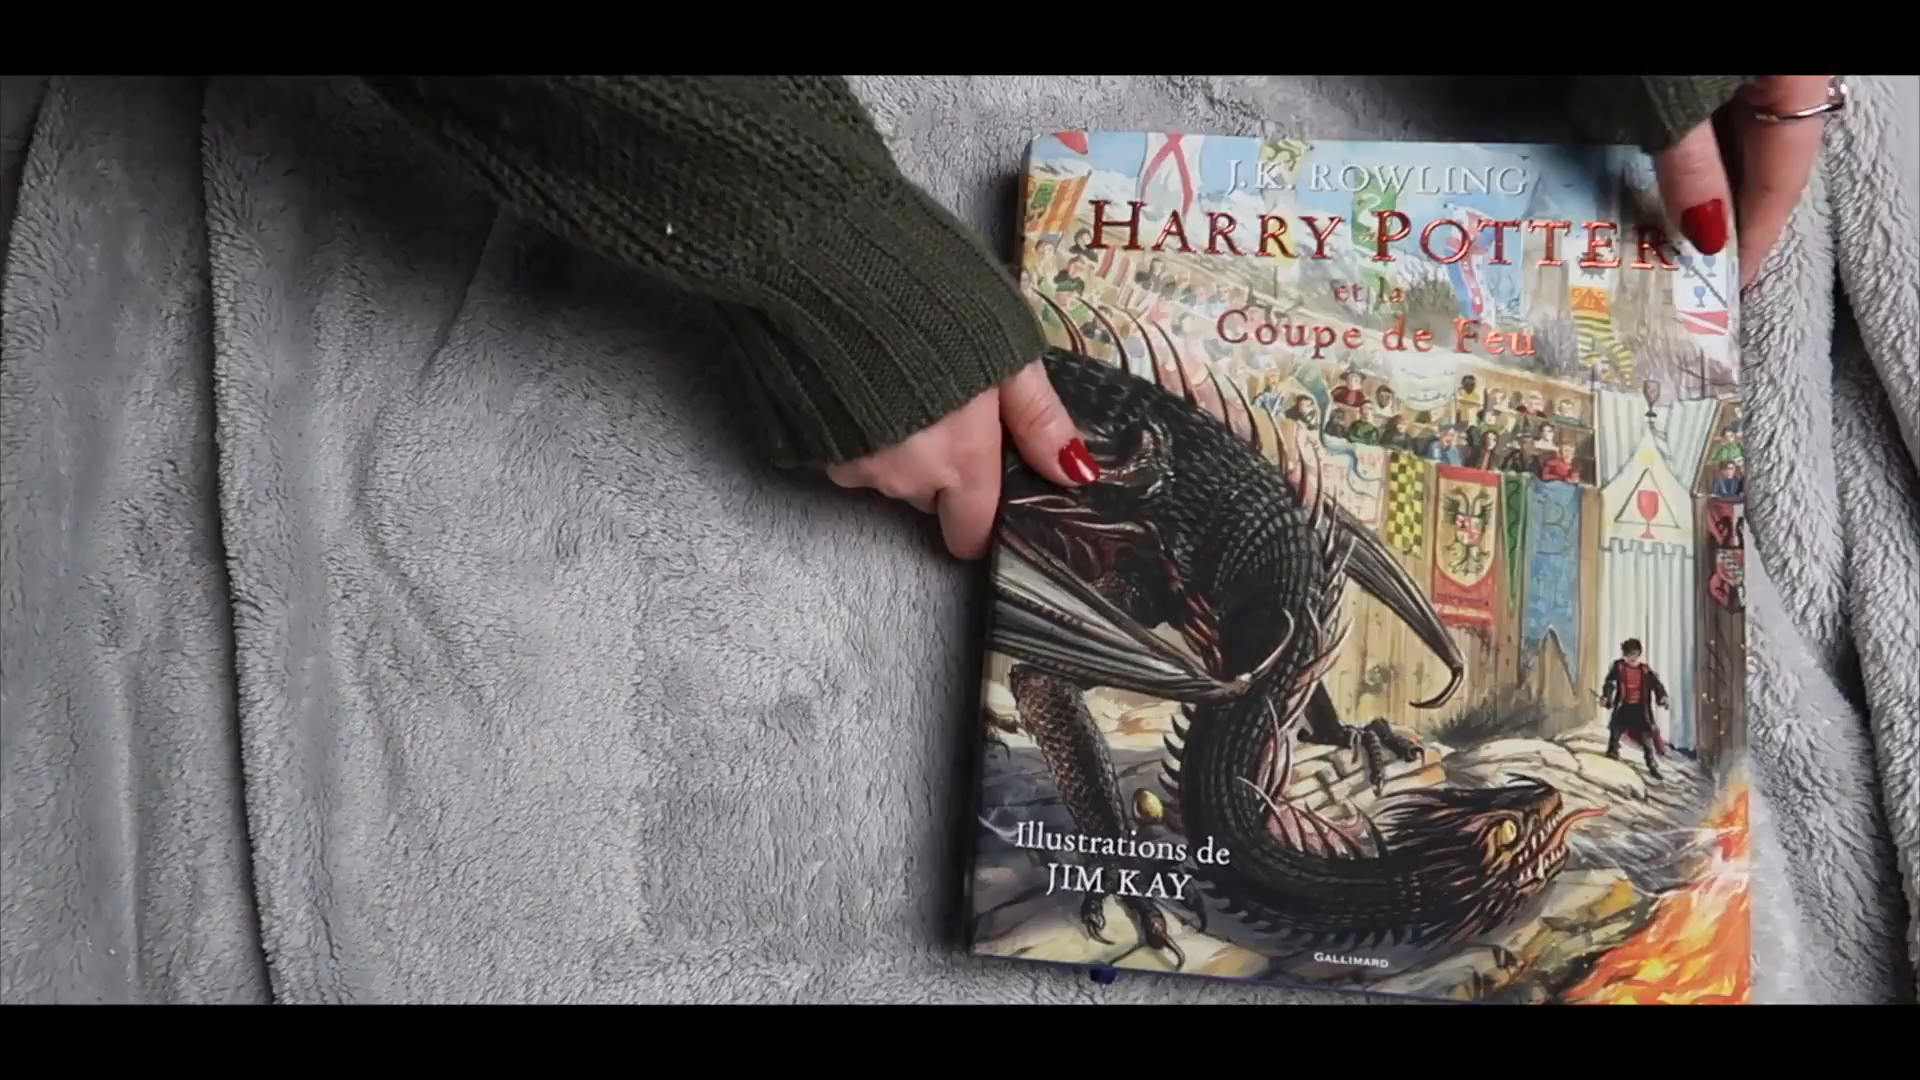 J.K. ROWLING
HARRY POTTER
et la
Coupe de Feu
Illustrations de
JIM KAY
GALLIMARD